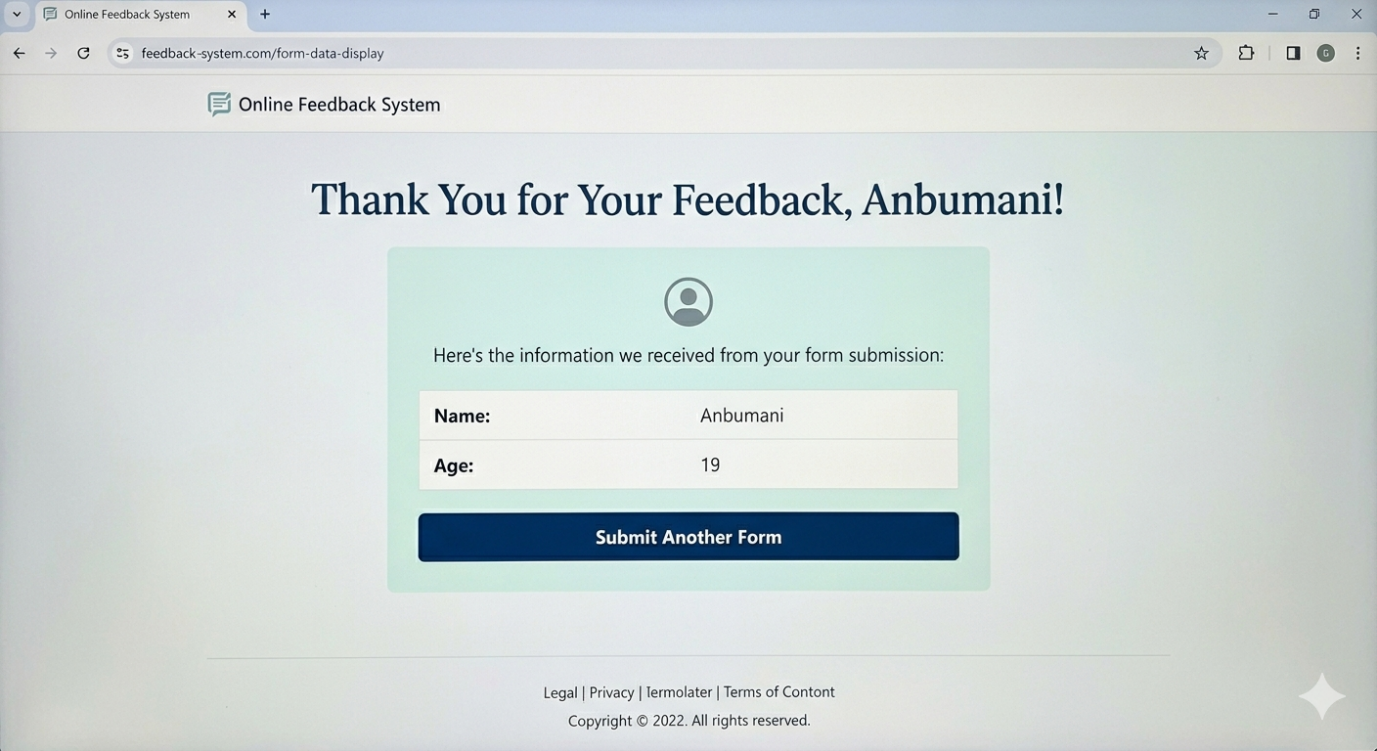 Online Feedback System
feedback-system.com/form-data-display
G
Online Feedback System
Thank You for Your Feedback, Anbumani!
Here's the information we received from your form submission:
Name: Anbumani
Age: 19
Submit Another Form
Legal | Privacy | Iermolater | Terms of Contont
Copyright © 2022. All rights reserved.